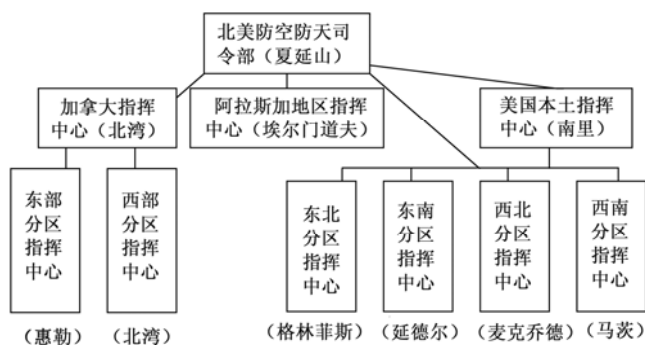 北美防空防天司
令部（夏延山）
加拿大指挥
中心（北湾）
阿拉斯加地区指挥
中心（埃尔门道夫）
美国本土指挥
中心（南里）
东部
分区
指挥
中心
西部
分区
指挥
中心
东北
分区
指挥
中心
东南
分区
指挥
中心
西北
分区
指挥
中心
西南
分区
指挥
中心
（惠勒）
（北湾）
（格林菲斯）
（延德尔）
（麦克乔德）
（马茨）